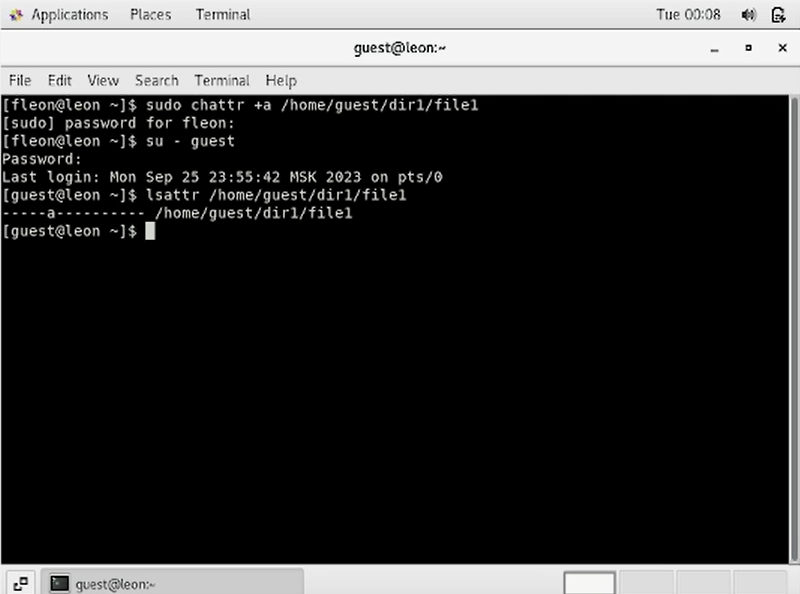 Applications Places Terminal Tue 00:08
guest@leon:~
File Edit View Search Terminal Help
[fleon@leon ~]$ sudo chattr +a /home/guest/dir1/file1
[sudo] password for fleon:
[fleon@leon ~]$ su - guest
Password:
Last login: Mon Sep 25 23:55:42 MSK 2023 on pts/0
[guest@leon ~]$ lsattr /home/guest/dir1/file1
-----a---------- /home/guest/dir1/file1
[guest@leon ~]$
guest@leon:~